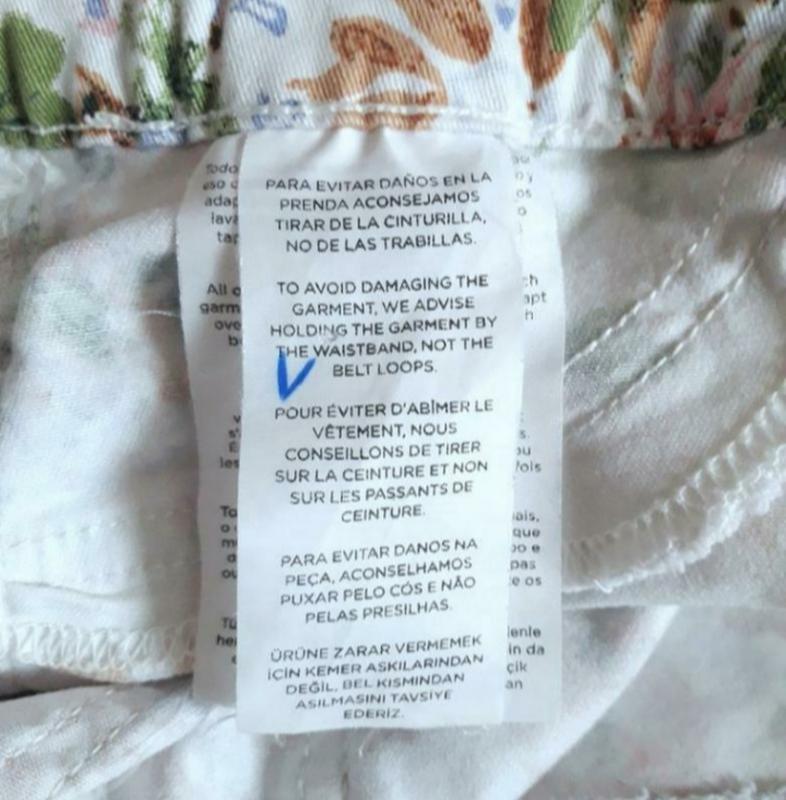 PARA EVITAR DAÑOS EN LA
PRENDA ACONSEJAMOS
TIRAR DE LA CINTURILLA,
NO DE LAS TRABILLAS.
TO AVOID DAMAGING THE
GARMENT, WE ADVISE
HOLDING THE GARMENT BY
THE WAISTBAND, NOT THE
BELT LOOPS.
POUR ÉVITER D'ABÎMER LE
VÊTEMENT, NOUS
CONSEILLONS DE TIRER
SUR LA CEINTURE ET NON
SUR LES PASSANTS DE
CEINTURE.
PARA EVITAR DANOS NA
PEÇA, ACONSELHAMOS
PUXAR PELO CÓS E NÃO
PELAS PRESILHAS.
ÜRÜNE ZARAR VERMEMEK
İÇİN KEMER ASKILARINDAN
DEĞİL, BEL KISMINDAN
ASILMASINI TAVSİYE
EDERİZ.